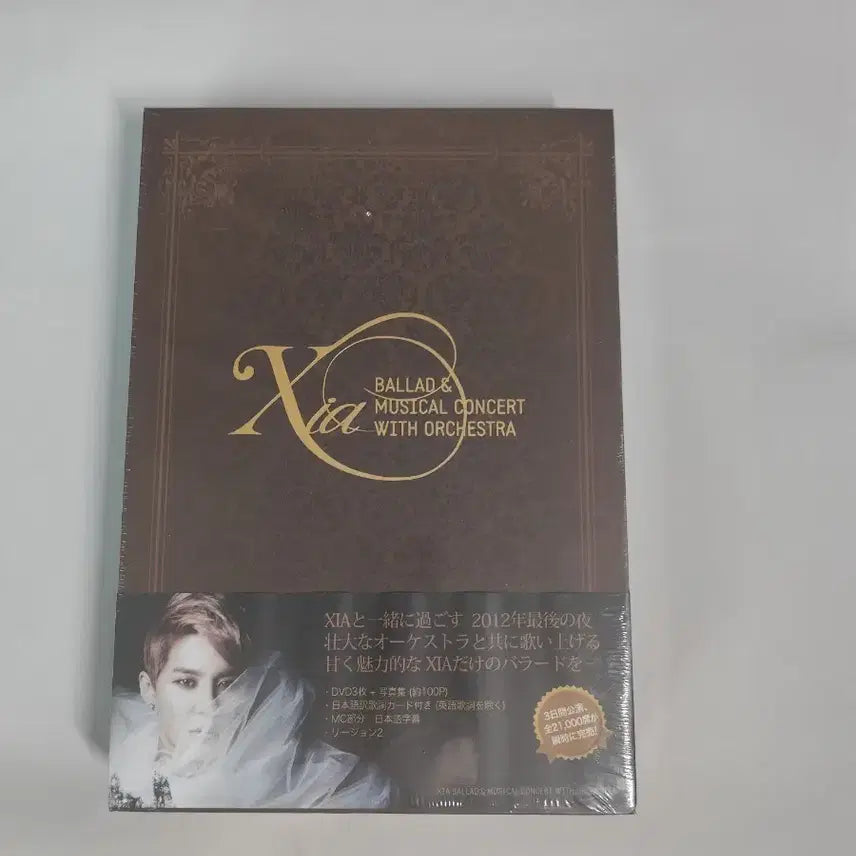 Xia
BALLAD &
MUSICAL CONCERT
WITH ORCHESTRA
XIAと一緒に過ごす 2012年最後の夜
壮大なオーケストラと共に歌い上げる
甘く魅力的な XIAだけのバラードを…
・DVD3枚 + 写真集 (約100P)
・日本語訳歌詞カード付き (英語歌詞を除く)
・MC部分 日本語字幕
・リージョン2
3日間公演、
全21,000席が
瞬時に完売!
XIA BALLAD & MUSICAL CONCERT WITH ORCHESTRA